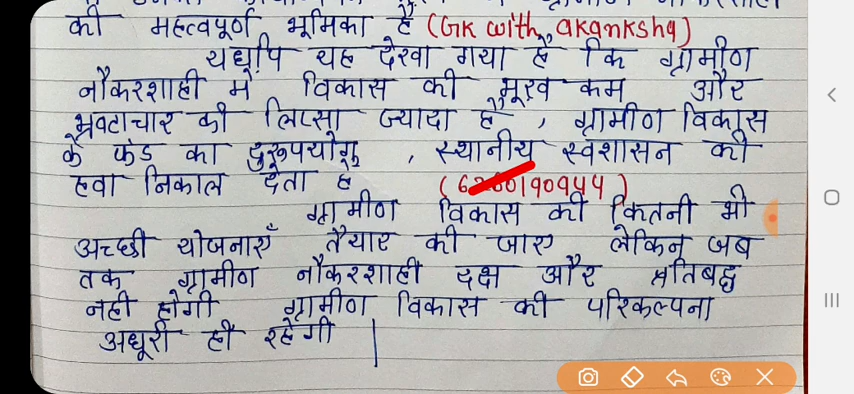 की महत्वपूर्ण भूमिका है (GK with akanksha)
यद्यपि यह देखा गया है कि ग्रामीण
नौकरशाही में विकास की भूख कम और
भ्रष्टाचार की लिप्सा ज्यादा है , ग्रामीण विकास
के फंड का दुरूपयोग , स्थानीय स्वशासन की
हवा निकाल देता है (6260190944)
ग्रामीण विकास की कितनी भी
अच्छी योजनाएँ तैयार की जाए लेकिन जब
तक ग्रामीण नौकरशाही दक्ष और प्रतिबद्ध
नही होगी ग्रामीण विकास की परिकल्पना
अधूरी ही रहेगी |